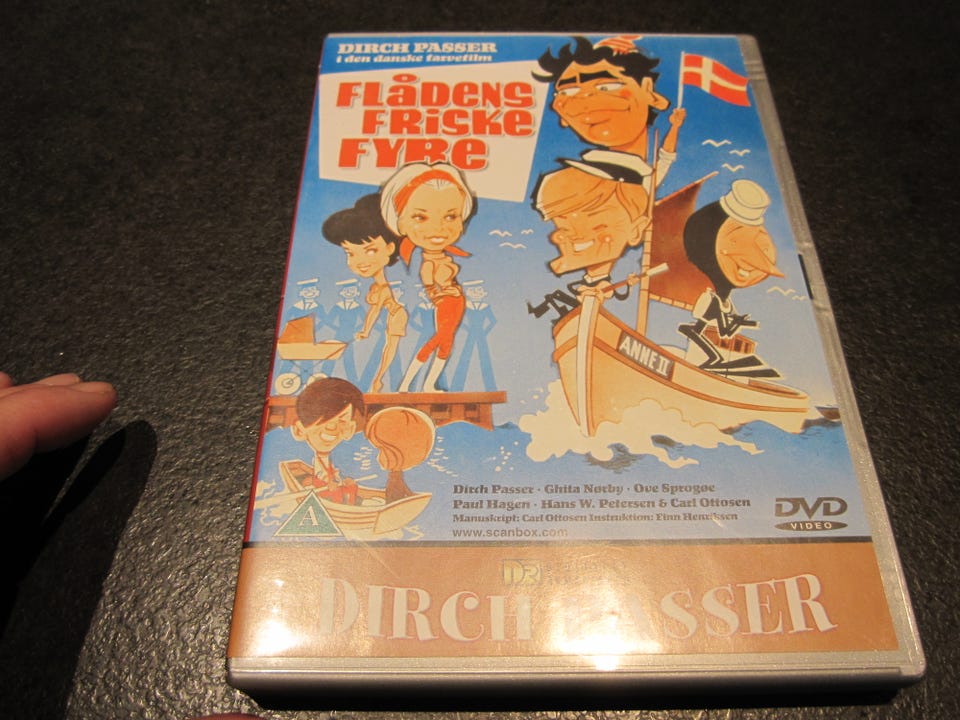 DIRCH PASSER
i den danske farvefilm
FLÅDENS
FRISKE
FYRE
ANNE II
A
Dirch Passer · Ghita Nørby · Ove Sprogøe
Paul Hagen · Hans W. Petersen & Carl Ottosen
Manuskript: Carl Ottosen Instruktion: Finn Henriksen
www.scanbox.com
DVD
VIDEO
DIRCH PASSER